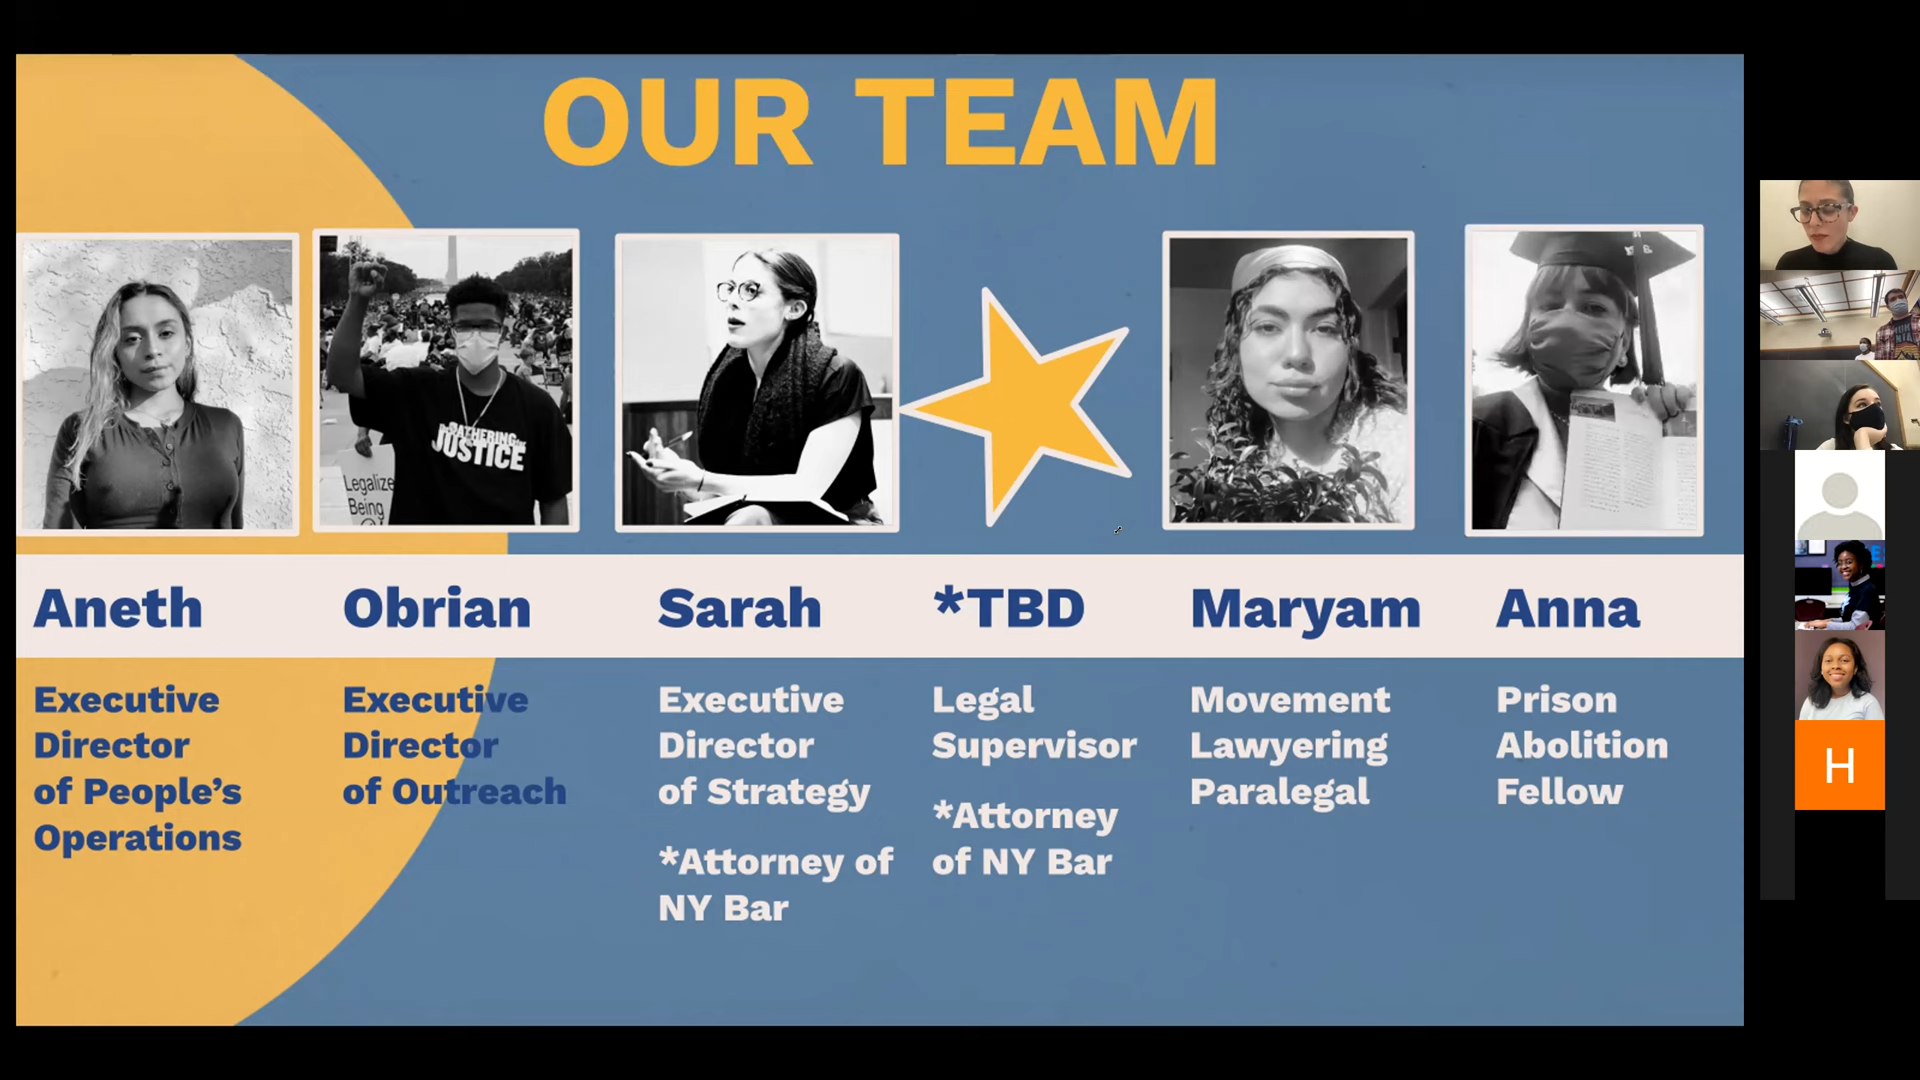 OUR TEAM
GATHERING
JUSTICE
Legalize
Being
Aneth
Obrian
Sarah
*TBD
Maryam
Anna
Executive
Director
of People's
Operations
Executive
Director
of Outreach
Executive
Director
of Strategy
*Attorney of
NY Bar
Legal
Supervisor
*Attorney
of NY Bar
Movement
Lawyering
Paralegal
Prison
Abolition
Fellow
H